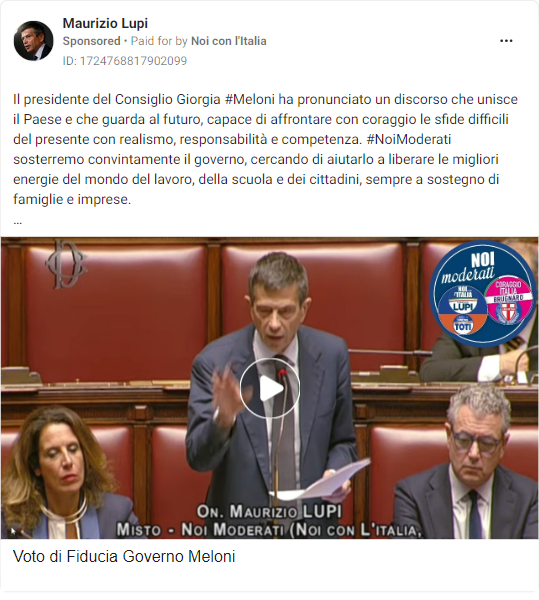 Maurizio Lupi
Sponsored • Paid for by Noi con l'Italia
ID: 1724768817902099
Il presidente del Consiglio Giorgia #Meloni ha pronunciato un discorso che unisce
il Paese e che guarda al futuro, capace di affrontare con coraggio le sfide difficili
del presente con realismo, responsabilità e competenza. #NoiModerati
sosterremo convintamente il governo, cercando di aiutarlo a liberare le migliori
energie del mondo del lavoro, della scuola e dei cittadini, sempre a sostegno di
famiglie e imprese.
...
NOI
moderati
NOI
L'ITALIA
LUPI
TOTI
CORAGGIO
ITALIA
BRUGNARO
ON. MAURIZIO LUPI
MISTO - NOI MODERATI (NOI CON L'ITALIA,
Voto di Fiducia Governo Meloni